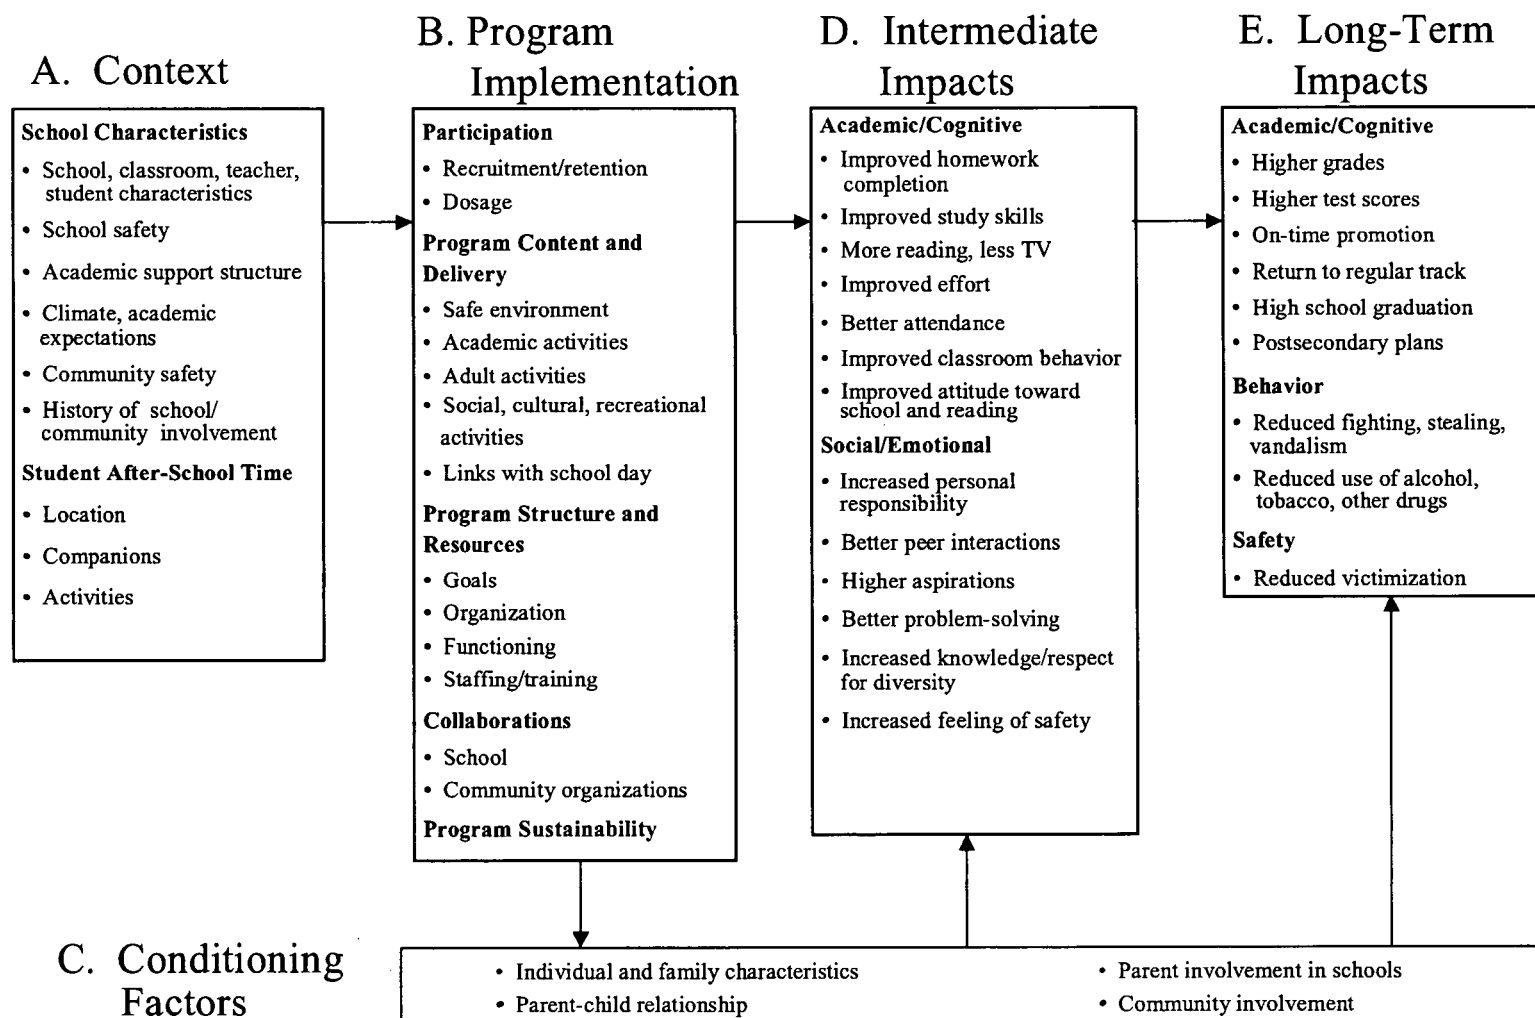 A. Context
School Characteristics
• School, classroom, teacher,
student characteristics
• School safety
• Academic support structure
• Climate, academic
expectations
• Community safety
• History of school/
community involvement
Student After-School Time
• Location
• Companions
• Activities
B. Program
Implementation
Participation
• Recruitment/retention
• Dosage
Program Content and
Delivery
• Safe environment
• Academic activities
• Adult activities
• Social, cultural, recreational
activities
• Links with school day
Program Structure and
Resources
• Goals
• Organization
• Functioning
• Staffing/training
Collaborations
• School
• Community organizations
Program Sustainability
D. Intermediate
Impacts
Academic/Cognitive
• Improved homework
completion
• Improved study skills
• More reading, less TV
• Improved effort
• Better attendance
• Improved classroom behavior
• Improved attitude toward
school and reading
Social/Emotional
• Increased personal
responsibility
• Better peer interactions
• Higher aspirations
• Better problem-solving
• Increased knowledge/respect
for diversity
• Increased feeling of safety
E. Long-Term
Impacts
Academic/Cognitive
• Higher grades
• Higher test scores
• On-time promotion
• Return to regular track
• High school graduation
• Postsecondary plans
Behavior
• Reduced fighting, stealing,
vandalism
• Reduced use of alcohol,
tobacco, other drugs
Safety
• Reduced victimization
C. Conditioning
Factors
• Individual and family characteristics
• Parent-child relationship
• Parent involvement in schools
• Community involvement